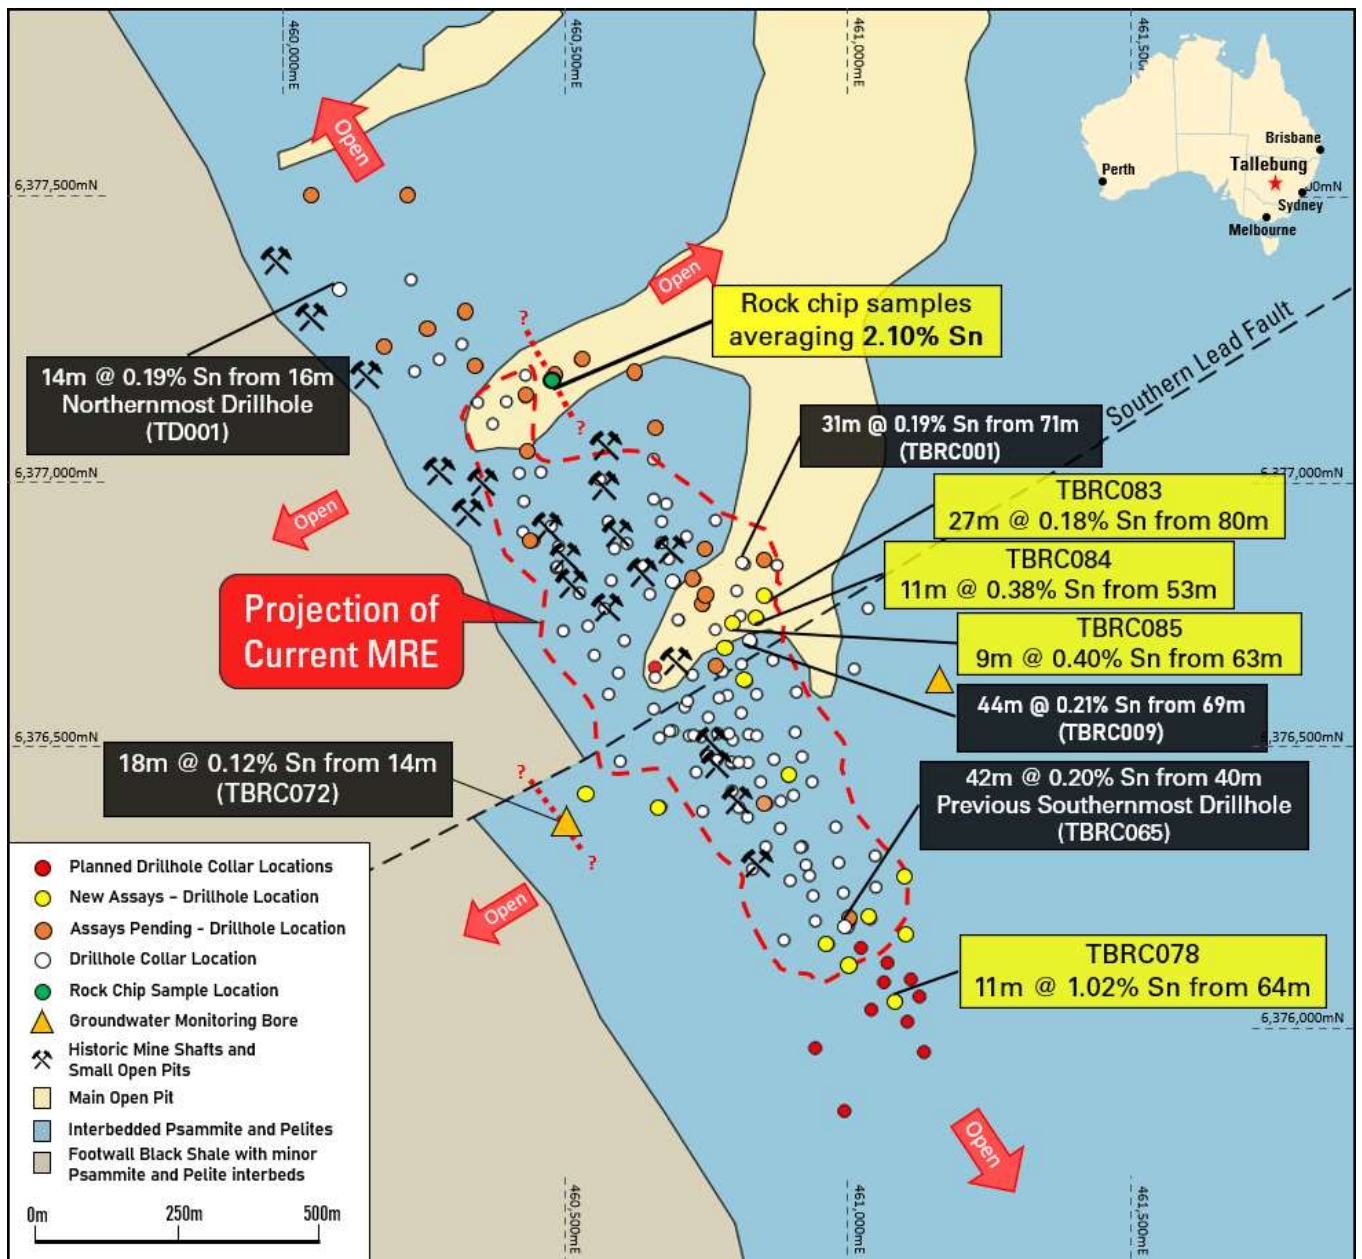 460,000mE
460,500mE
461,000mE
461,500
Open
6,377,500mN
Brisbane
Perth
Tallebung
00mN
Sydney
Melbourne
Open
Rock chip samples
averaging 2.10% Sn
?
Southern Lead Fault
14m @ 0.19% Sn from 16m
Northernmost Drillhole
(TD001)
?
31m @ 0.19% Sn from 71m
(TBRC001)
6,377,000mN
6,377,000mN
TBRC083
27m @ 0.18% Sn from 80m
Open
TBRC084
11m @ 0.38% Sn from 53m
Projection of
Current MRE
TBRC085
9m @ 0.40% Sn from 63m
44m @ 0.21% Sn from 69m
(TBRC009)
6,376,500mN
6,376,500mN
18m @ 0.12% Sn from 14m
(TBRC072)
?
?
42m @ 0.20% Sn from 40m
Previous Southernmost Drillhole
(TBRC065)
Open
TBRC078
11m @ 1.02% Sn from 64m
6,376,000mN
Open
Planned Drillhole Collar Locations
New Assays - Drillhole Location
Assays Pending - Drillhole Location
Drillhole Collar Location
Rock Chip Sample Location
Groundwater Monitoring Bore
Historic Mine Shafts and
Small Open Pits
Main Open Pit
Interbedded Psammite and Pelites
Footwall Black Shale with minor
Psammite and Pelite interbeds
0m 250m 500m
460,500mE
461,000mE
461,500mE